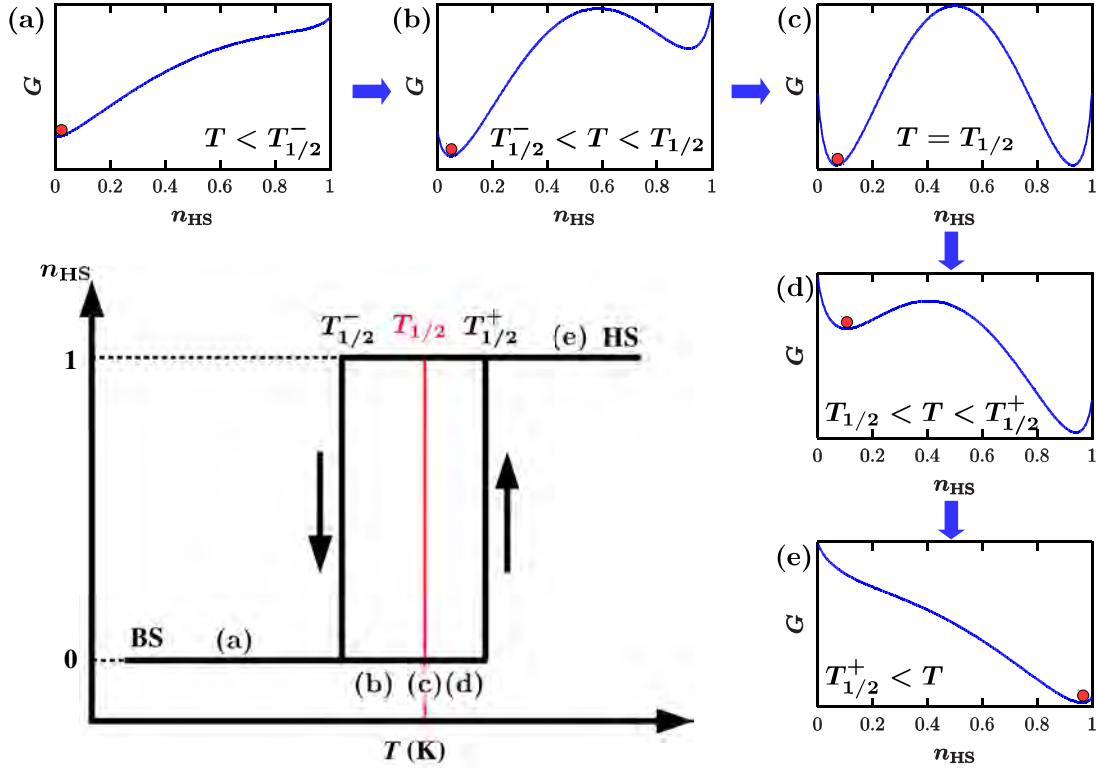 (a)
G
T < T⁻₁/₂
0 0.2 0.4 0.6 0.8 1
n_HS
(b)
G
T⁻₁/₂ < T < T₁/₂
0 0.2 0.4 0.6 0.8 1
n_HS
(c)
G
T = T₁/₂
0 0.2 0.4 0.6 0.8 1
n_HS
(d)
G
T₁/₂ < T < T⁺₁/₂
0 0.2 0.4 0.6 0.8 1
n_HS
(e)
G
T⁺₁/₂ < T
0 0.2 0.4 0.6 0.8 1
n_HS
n_HS
T⁻₁/₂ T₁/₂ T⁺₁/₂
(e) HS
1
BS (a)
0
(b) (c) (d)
T (K)